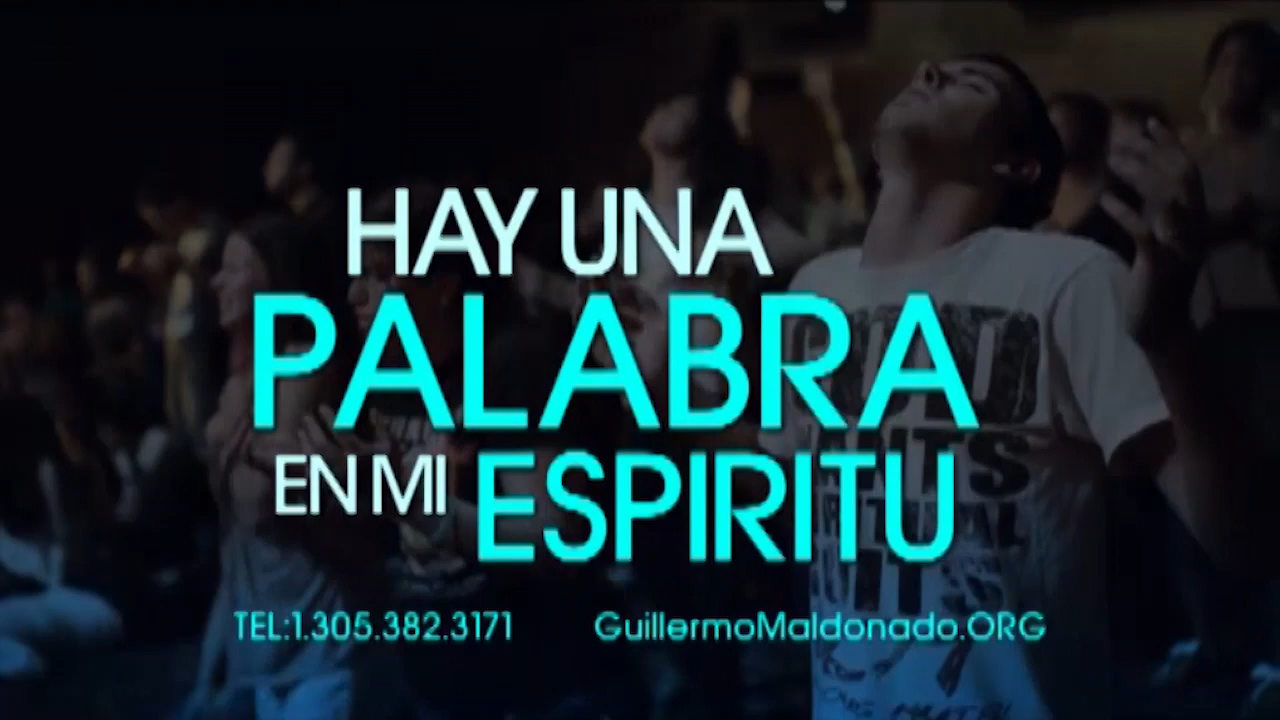 HAY UNA
PALABRA
EN MI ESPIRITU
TEL:1.305.382.3171 GuillermoMaldonado.ORG